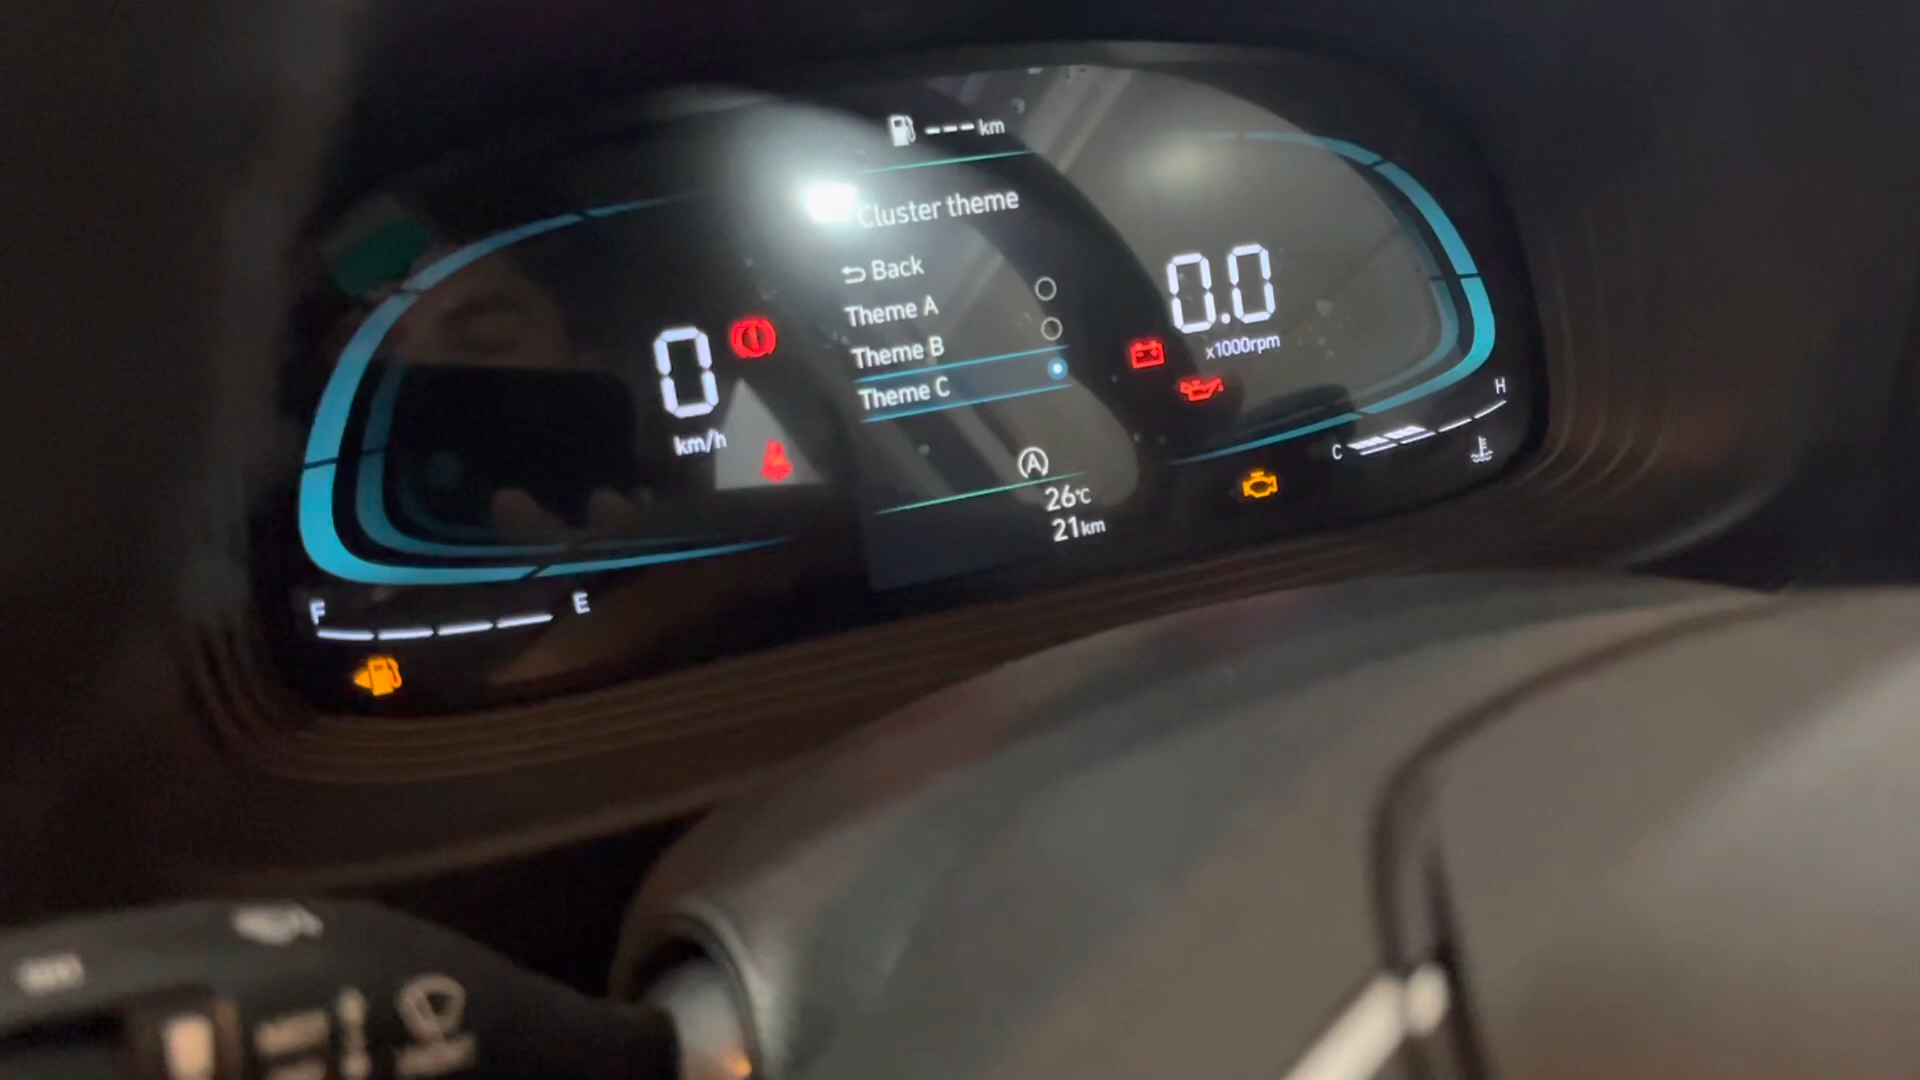 --- km
Cluster theme
Back
Theme A
Theme B
Theme C
0
km/h
0.0
x1000rpm
A
26°C
21km
C
H
F
E